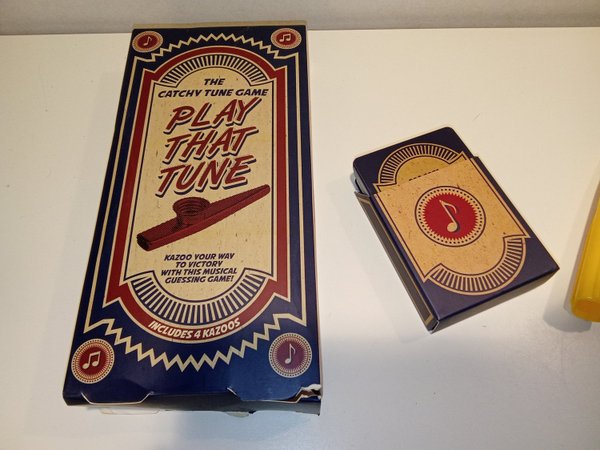 THE
CATCHY TUNE GAME
PLAY
THAT
TUNE
KAZOO YOUR WAY
TO VICTORY
WITH THIS MUSICAL
GUESSING GAME!
INCLUDES 4 KAZOOS